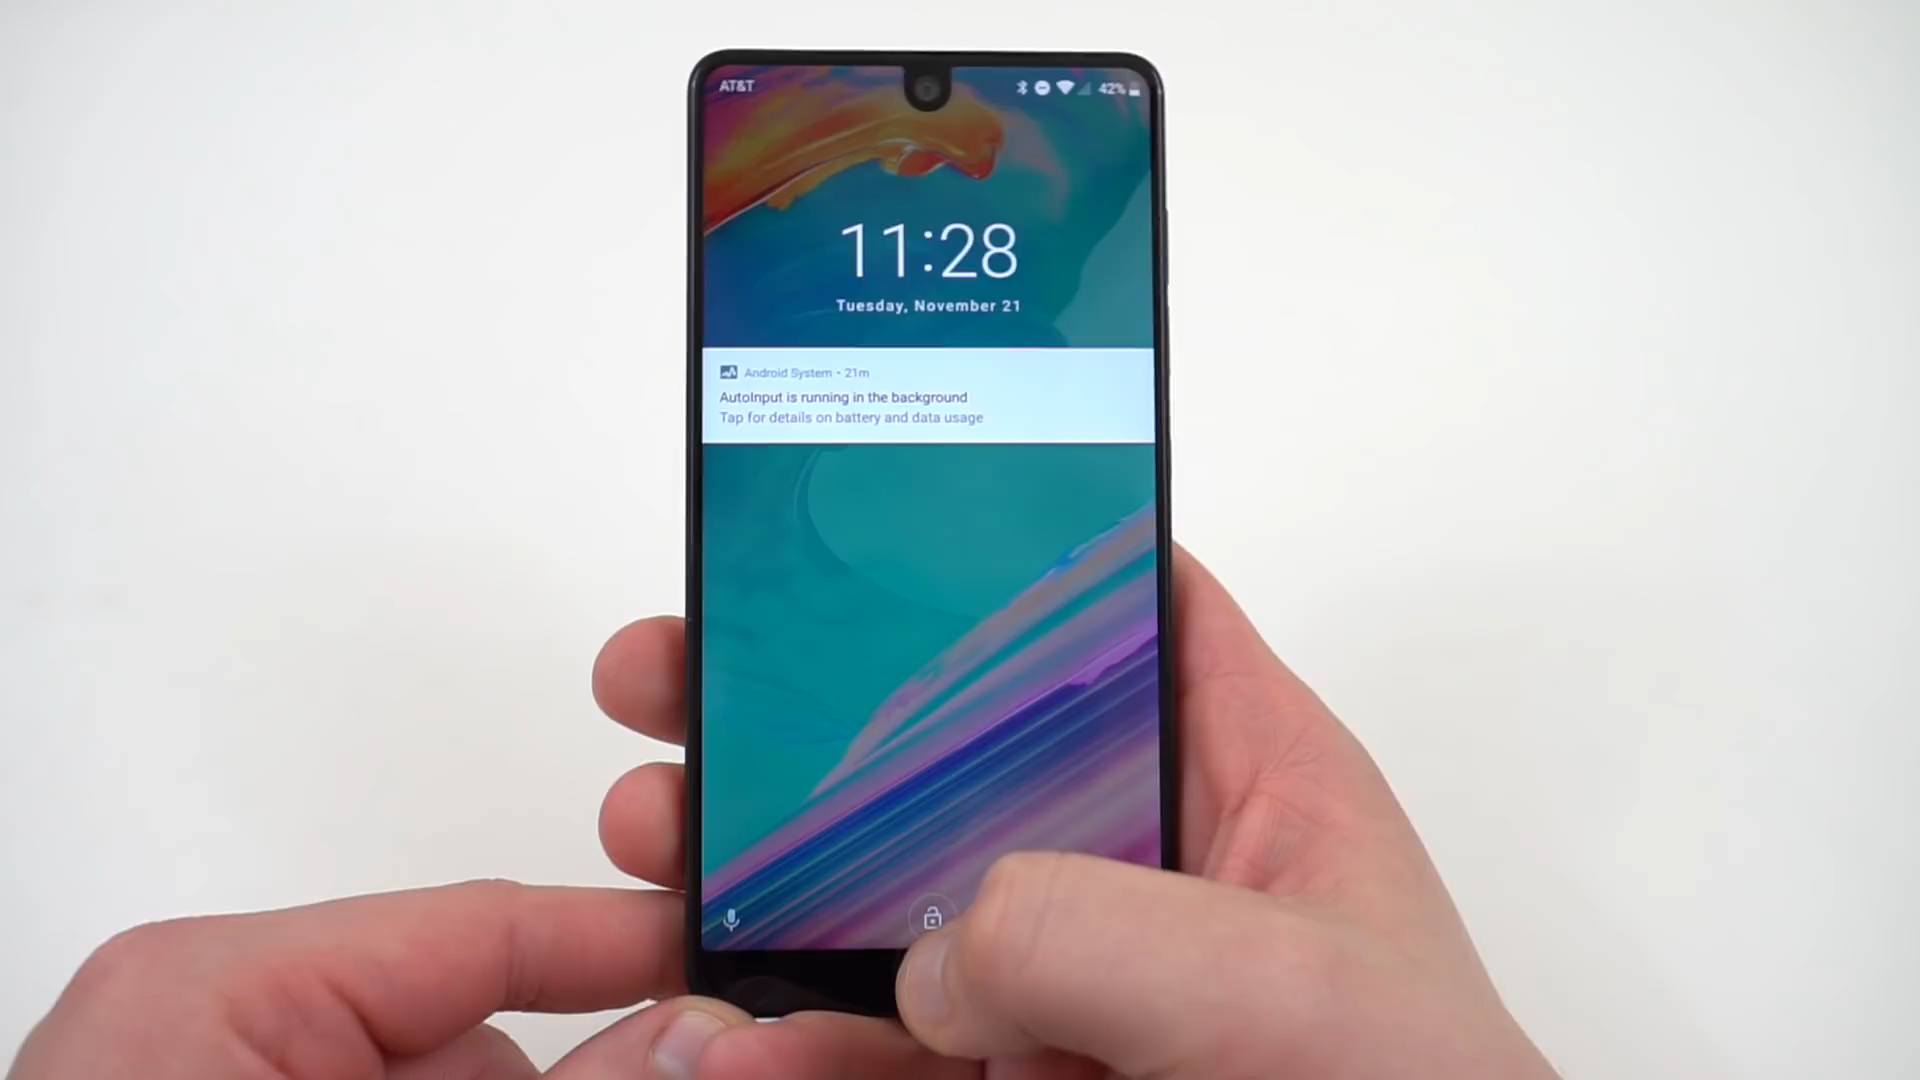 AT&T
42%
11:28
Tuesday, November 21
Android System • 21m
AutoInput is running in the background
Tap for details on battery and data usage